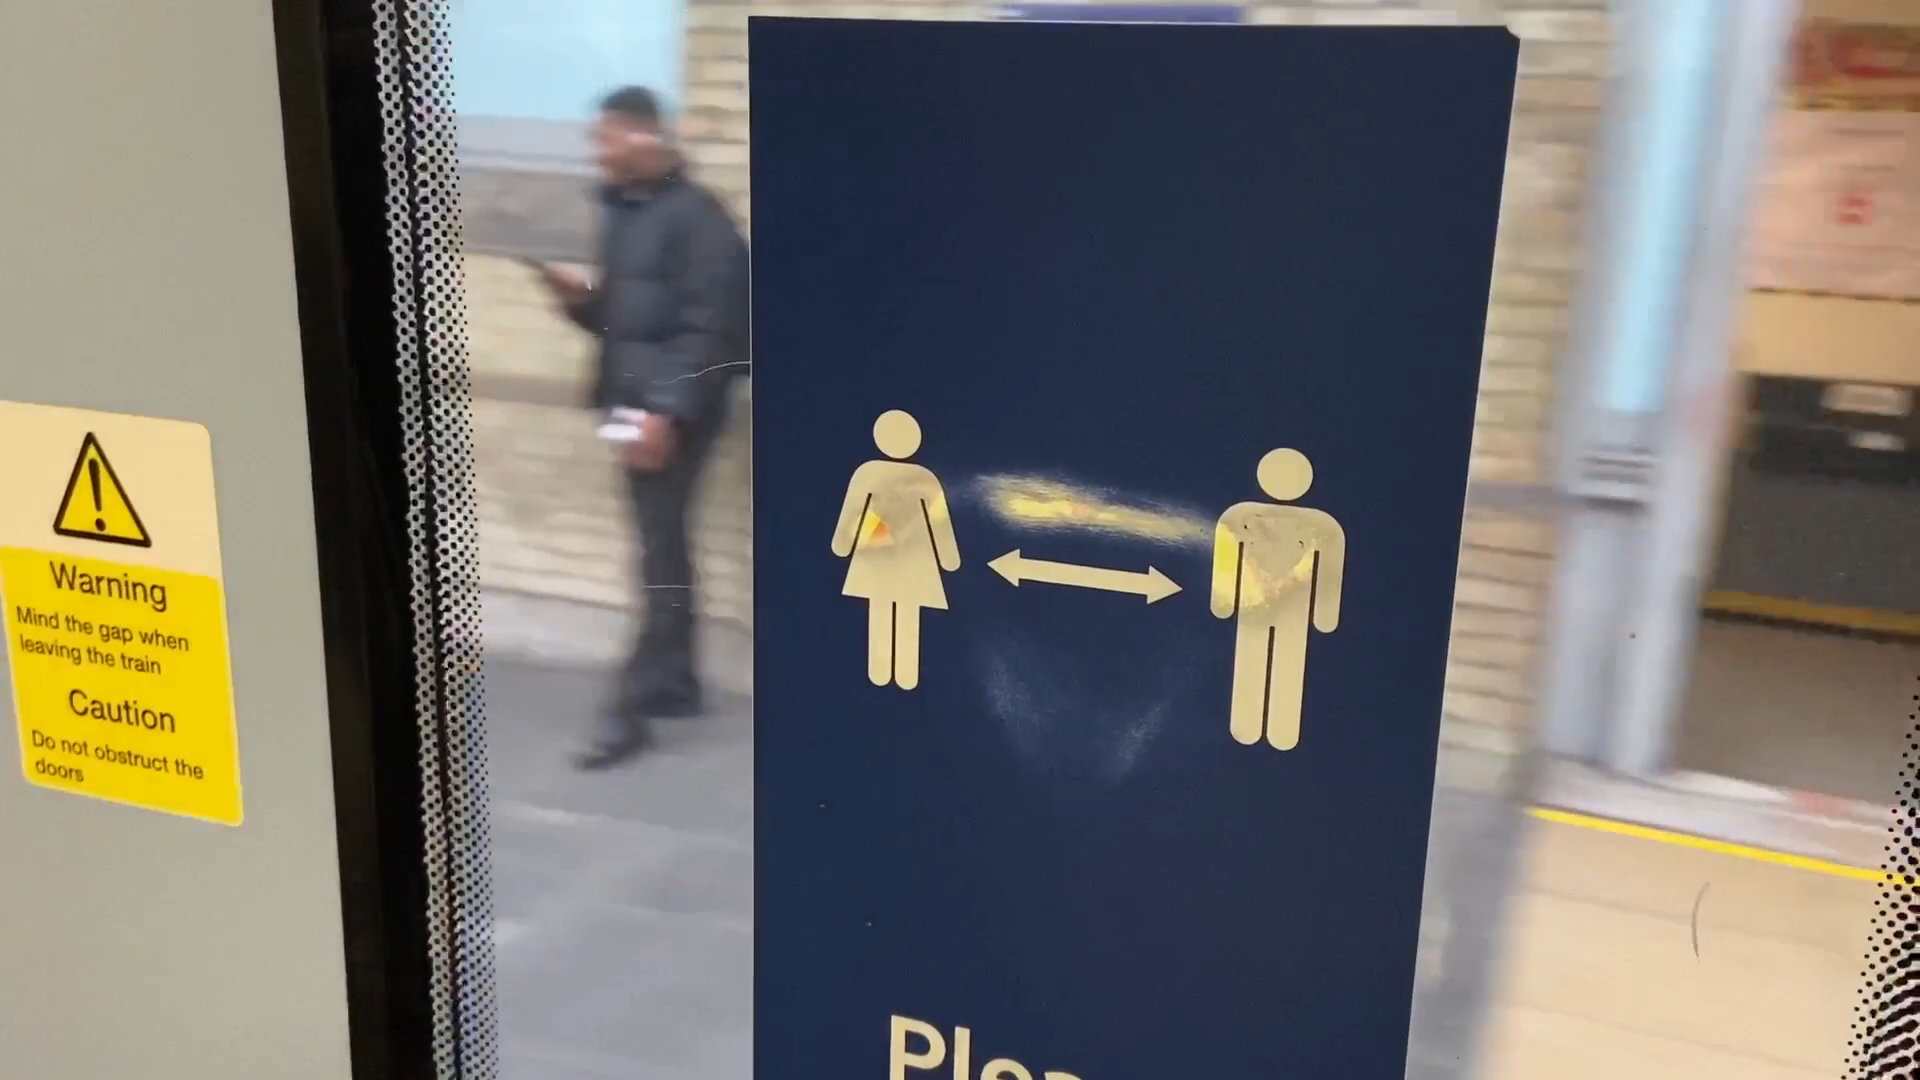 Warning
Mind the gap when
leaving the train
Caution
Do not obstruct the
doors